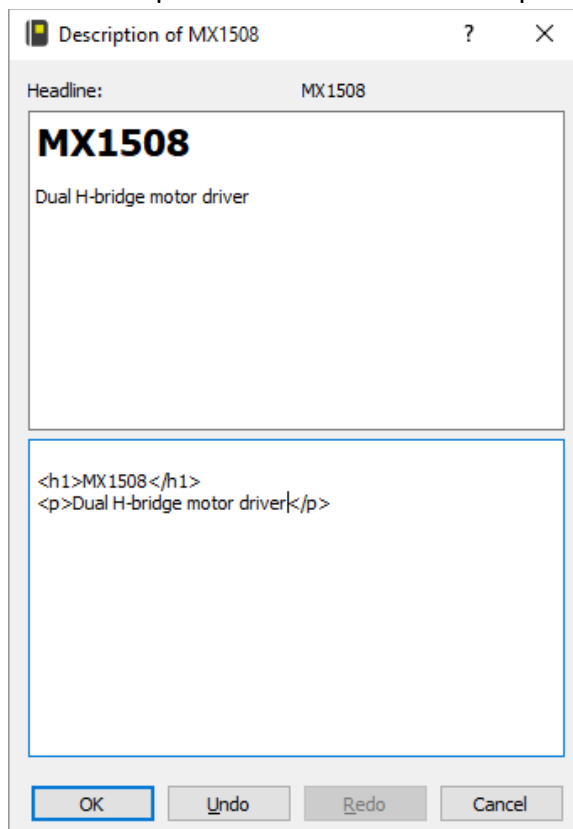 Description of MX1508 ? ×
Headline: MX1508
MX1508
Dual H-bridge motor driver
<h1>MX1508</h1>
<p>Dual H-bridge motor driver</p>
OK Undo Redo Cancel